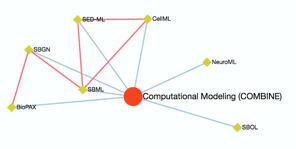 SED-ML
CellML
SBGN
NeuroML
SBML
Computational Modeling (COMBINE)
BioPAX
SBOL